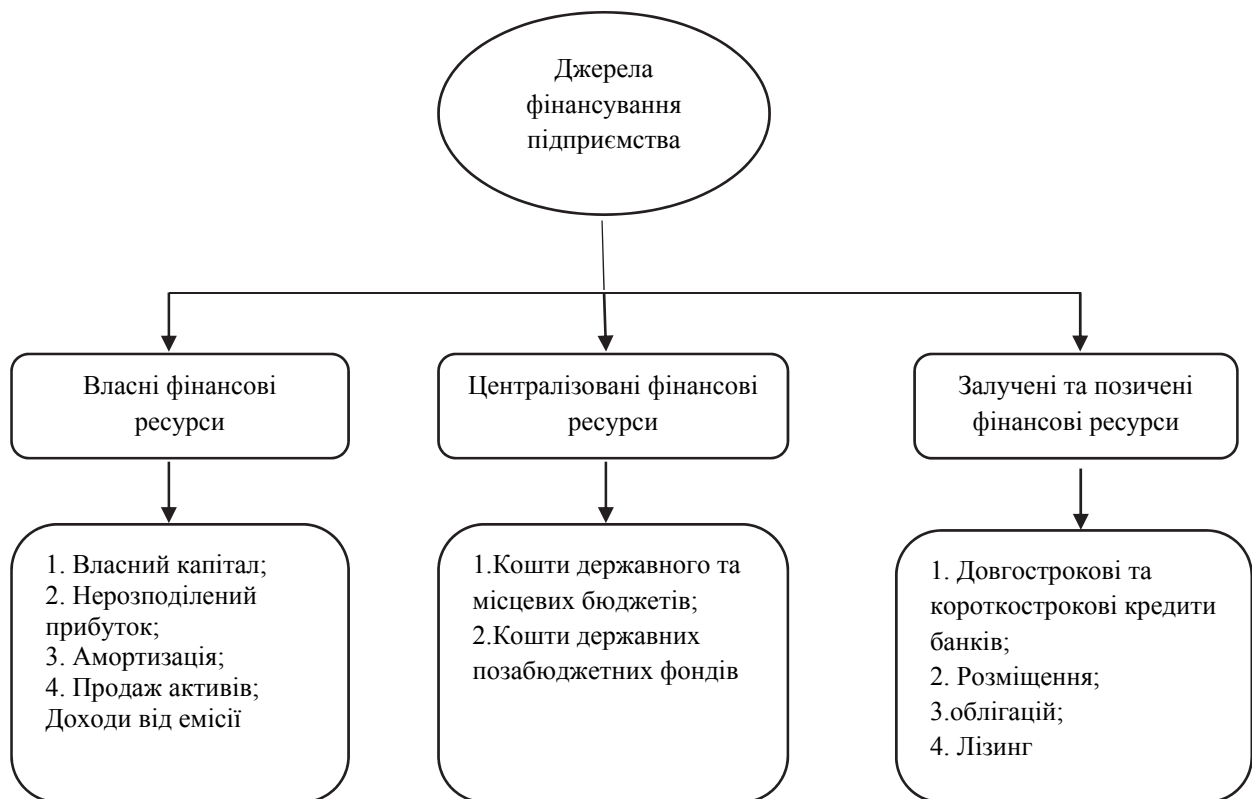 Джерела
фінансування
підприємства
Власні фінансові
ресурси
Централізовані фінансові
ресурси
Залучені та позичені
фінансові ресурси
1. Власний капітал;
2. Нерозподілений
прибуток;
3. Амортизація;
4. Продаж активів;
Доходи від емісії
1.Кошти державного та
місцевих бюджетів;
2.Кошти державних
позабюджетних фондів
1. Довгострокові та
короткострокові кредити
банків;
2. Розміщення;
3.облігацій;
4. Лізинг